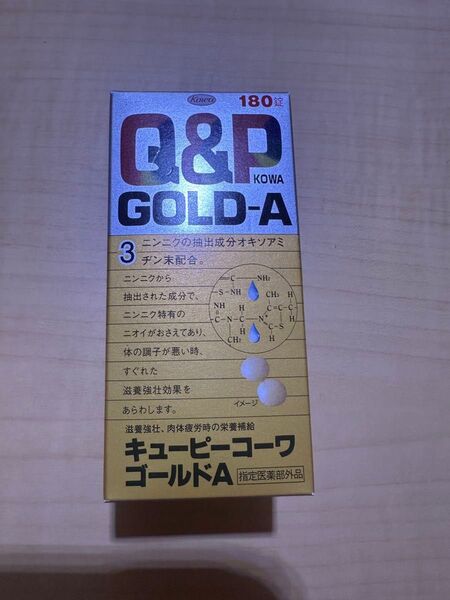 Kowa
180錠
Q&P
KOWA
GOLD-A
3 ニンニクの抽出成分オキソアミ
ヂン末配合。
ニンニクから
抽出された成分で、
ニンニク特有の
ニオイがおさえてあり、
体の調子が悪い時、
すぐれた
滋養強壮効果を
あらわします。
イメージ
滋養強壮、肉体疲労時の栄養補給
キューピーコーワ
ゴールドA
指定医薬部外品